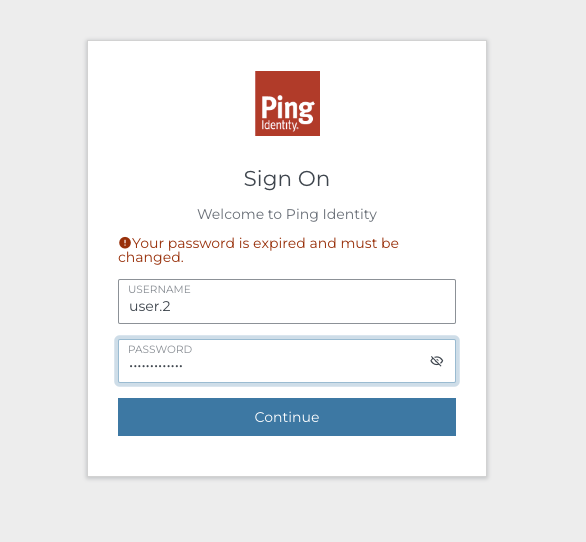 Ping
Identity.
Sign On
Welcome to Ping Identity
Your password is expired and must be
changed.
USERNAME
user.2
PASSWORD
•••••••••••••
Continue